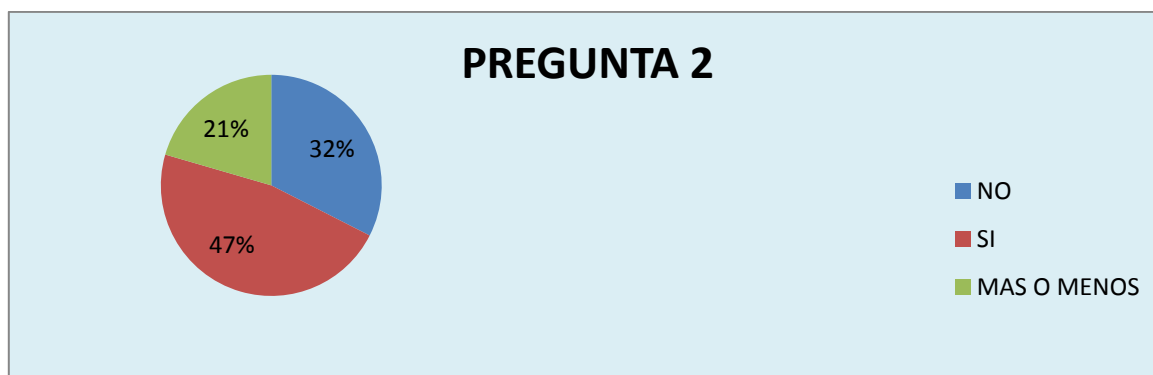 PREGUNTA 2
21%
32%
47%
NO
SI
MAS O MENOS